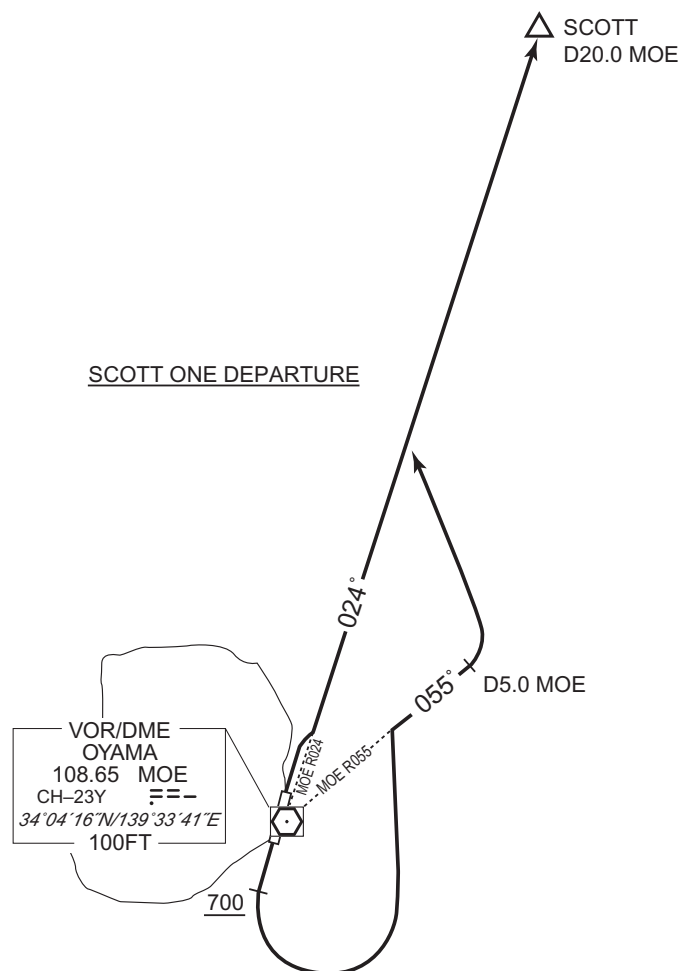 SCOTT
D20.0 MOE
SCOTT ONE DEPARTURE
024°
D5.0 MOE
055°
MOE R024
MOE R055
VOR/DME
OYAMA
108.65 MOE
CH–23Y
34°04´16˝N/139°33´41˝E
100FT
700